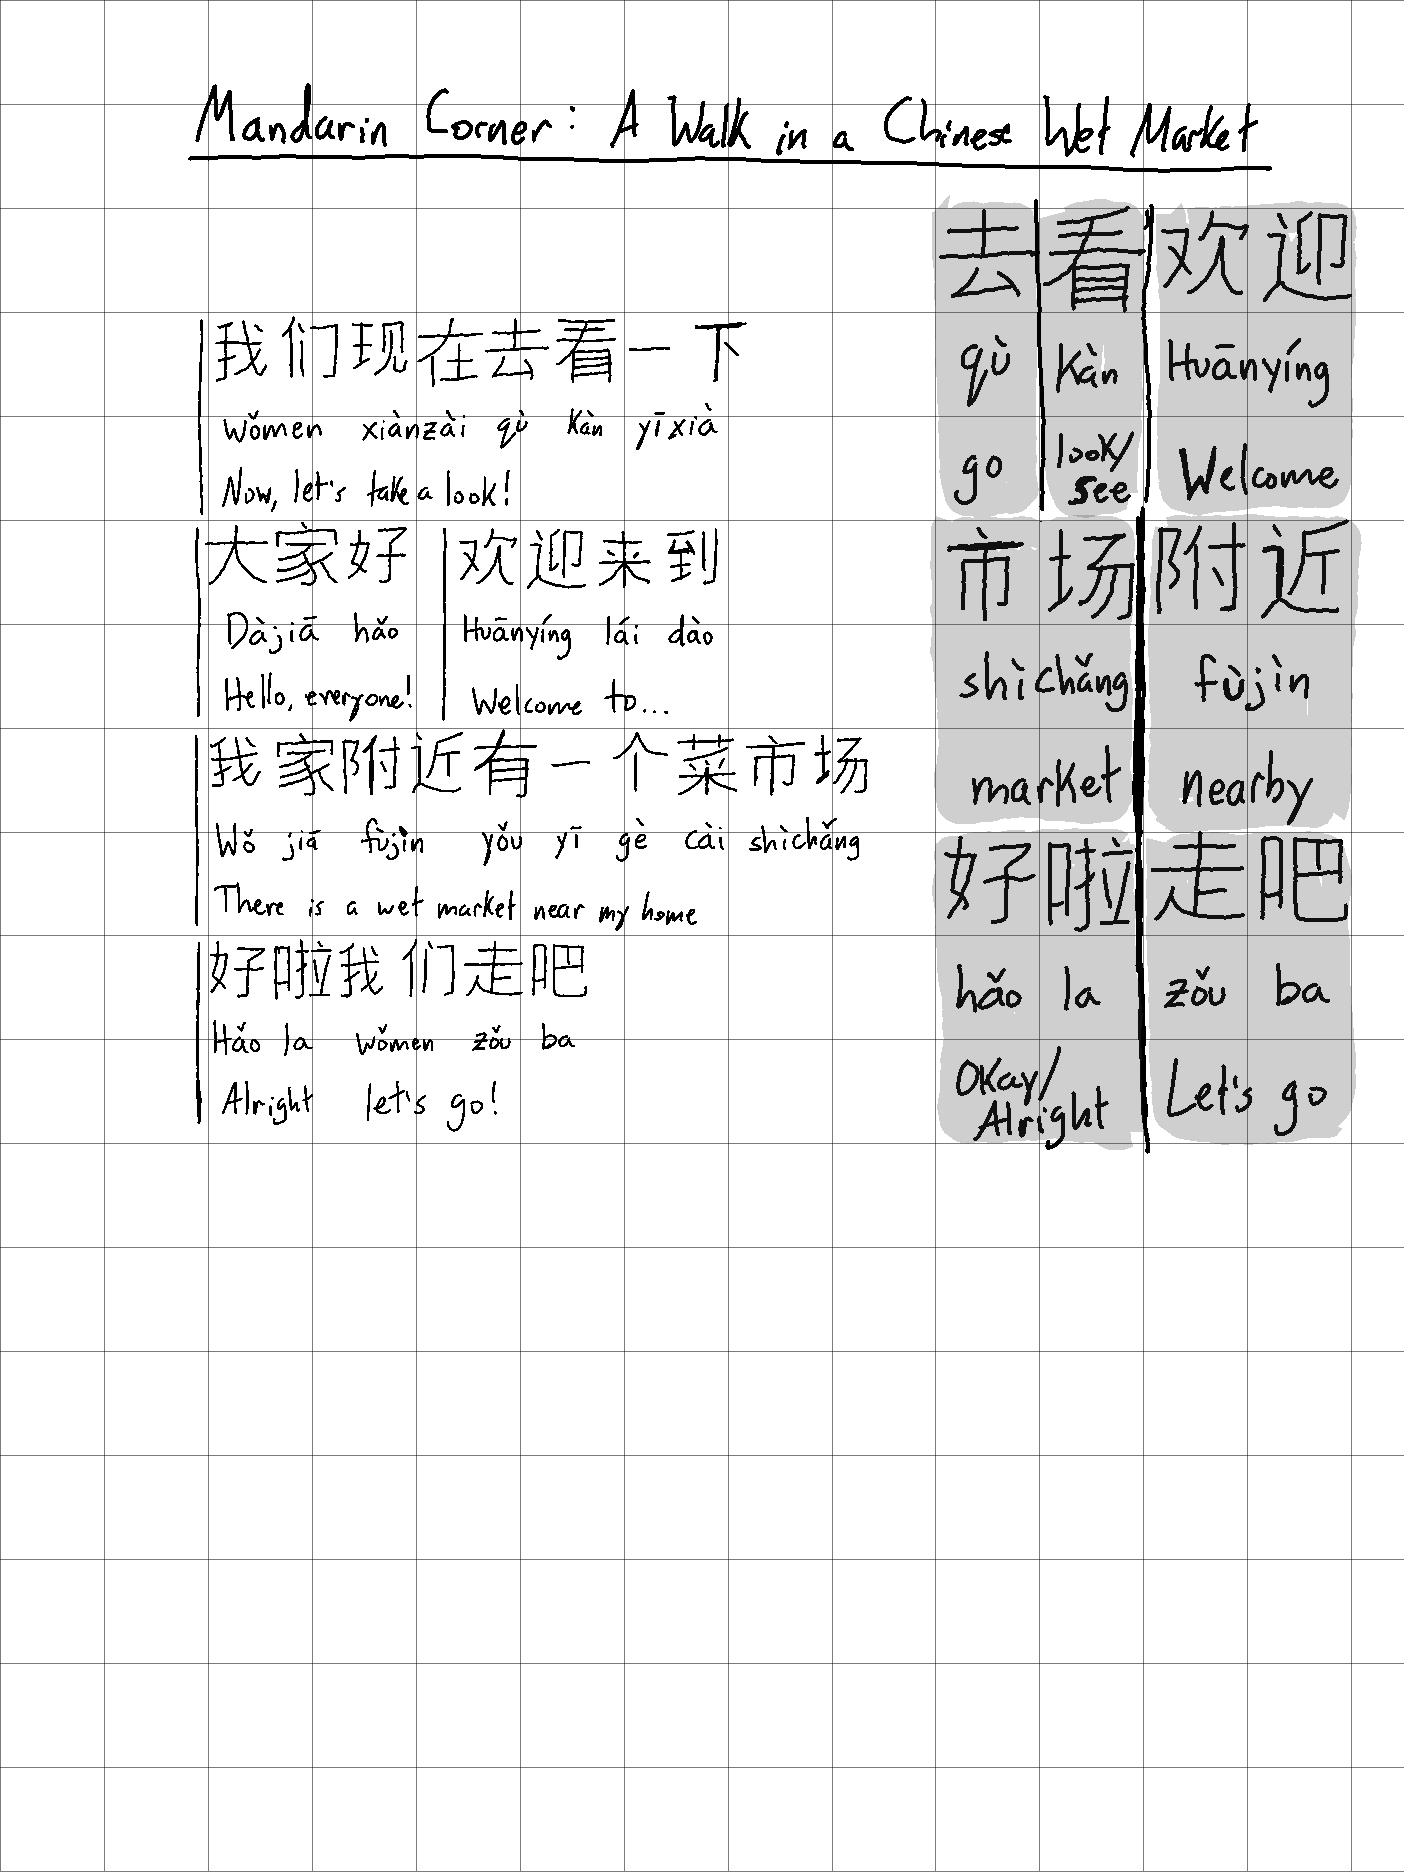 Mandarin Corner: A Walk in a Chinese Wet Market
我们现在去看一下
Wǒmen xiànzài qù kàn yīxià
Now, let's take a look!
大家好 欢迎来到
Dàjiā hǎo Huānyíng lái dào
Hello, everyone! Welcome to...
我家附近有一个菜市场
Wǒ jiā fùjìn yǒu yī gè cài shìchǎng
There is a wet market near my home
好啦我们走吧
Hǎo la wǒmen zǒu ba
Alright let's go!
去 看 欢迎
qù kàn Huānyíng
go look/see Welcome
市场 附近
shìchǎng fùjìn
market nearby
好啦 走吧
hǎo la zǒu ba
Okay/Alright Let's go